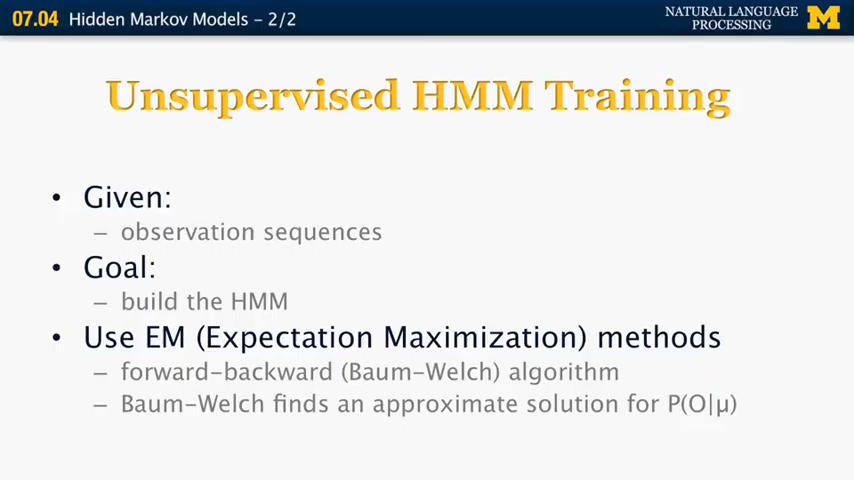 07.04 Hidden Markov Models – 2/2
NATURAL LANGUAGE
PROCESSING
M
Unsupervised HMM Training
• Given:
– observation sequences
• Goal:
– build the HMM
• Use EM (Expectation Maximization) methods
– forward-backward (Baum-Welch) algorithm
– Baum-Welch finds an approximate solution for P(O|μ)